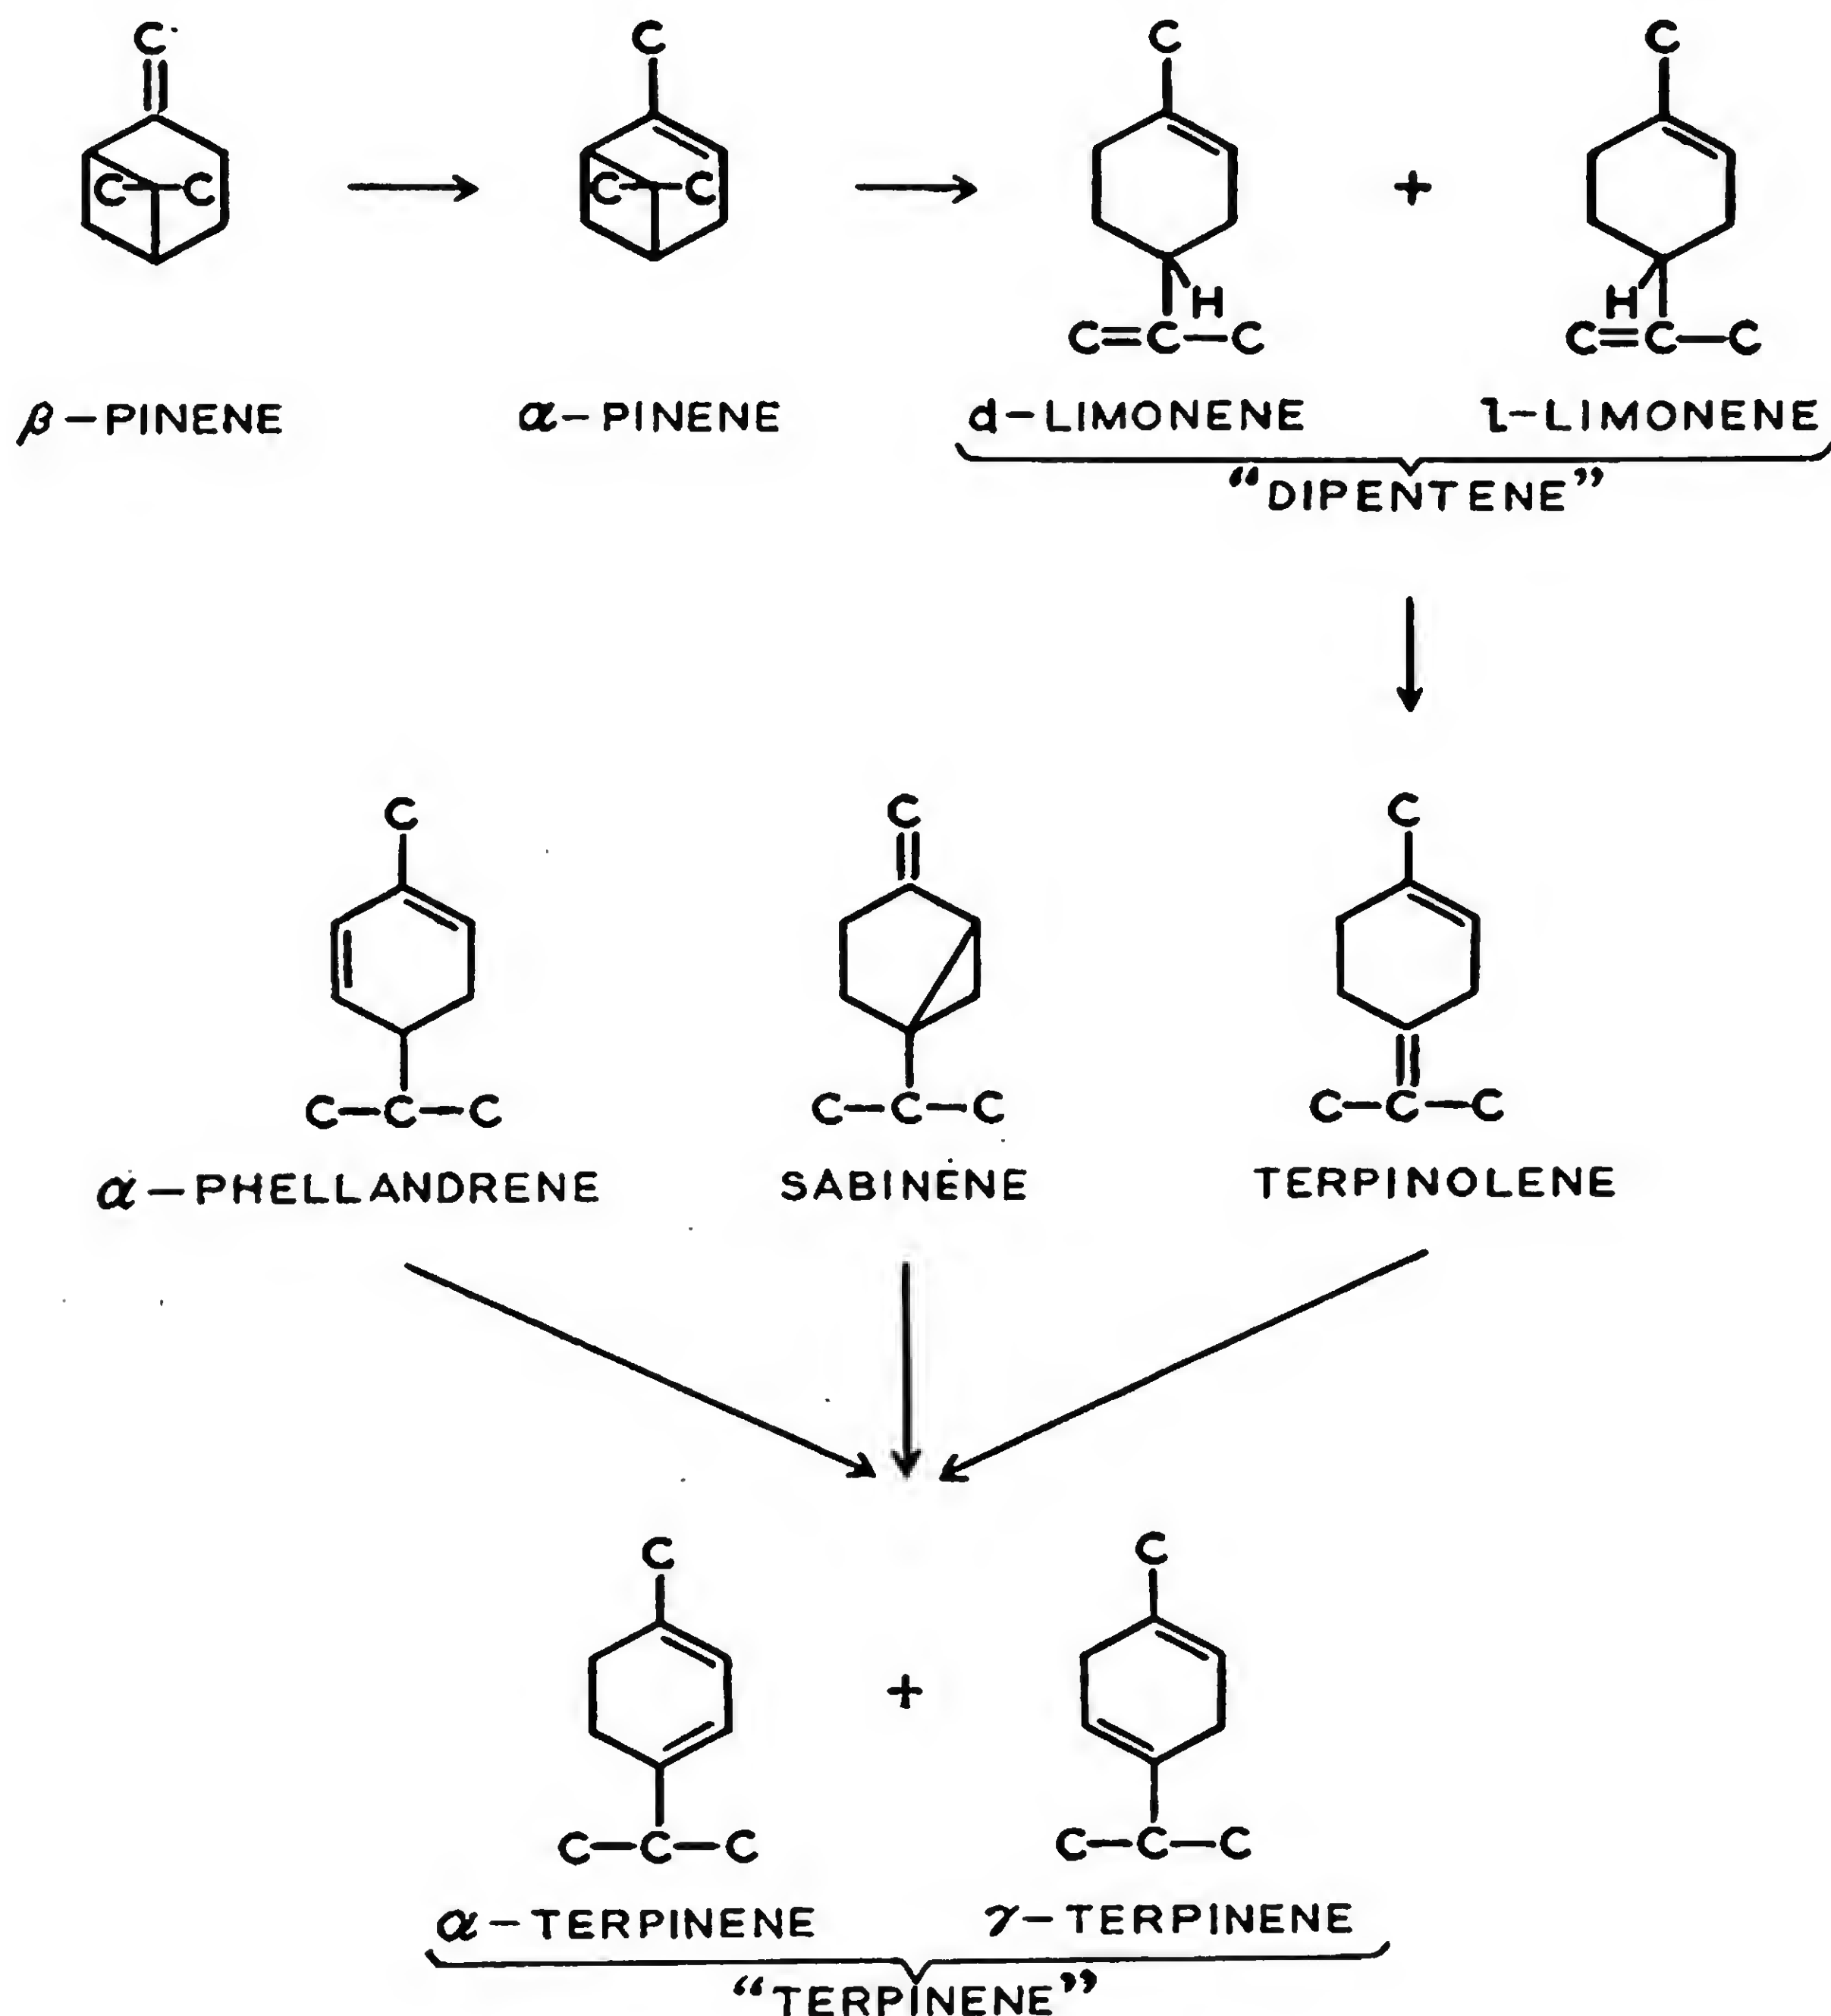 C C C C
C–C C–C + 
H H
C=C–C C=C–C
β–PINENE α–PINENE d–LIMONENE l–LIMONENE
“DIPENTENE”
C C C
C–C–C C–C–C C–C–C
α–PHELLANDRENE SABINENE TERPINOLENE
C C
+
C–C–C C–C–C
α–TERPINENE γ–TERPINENE
“TERPINENE”